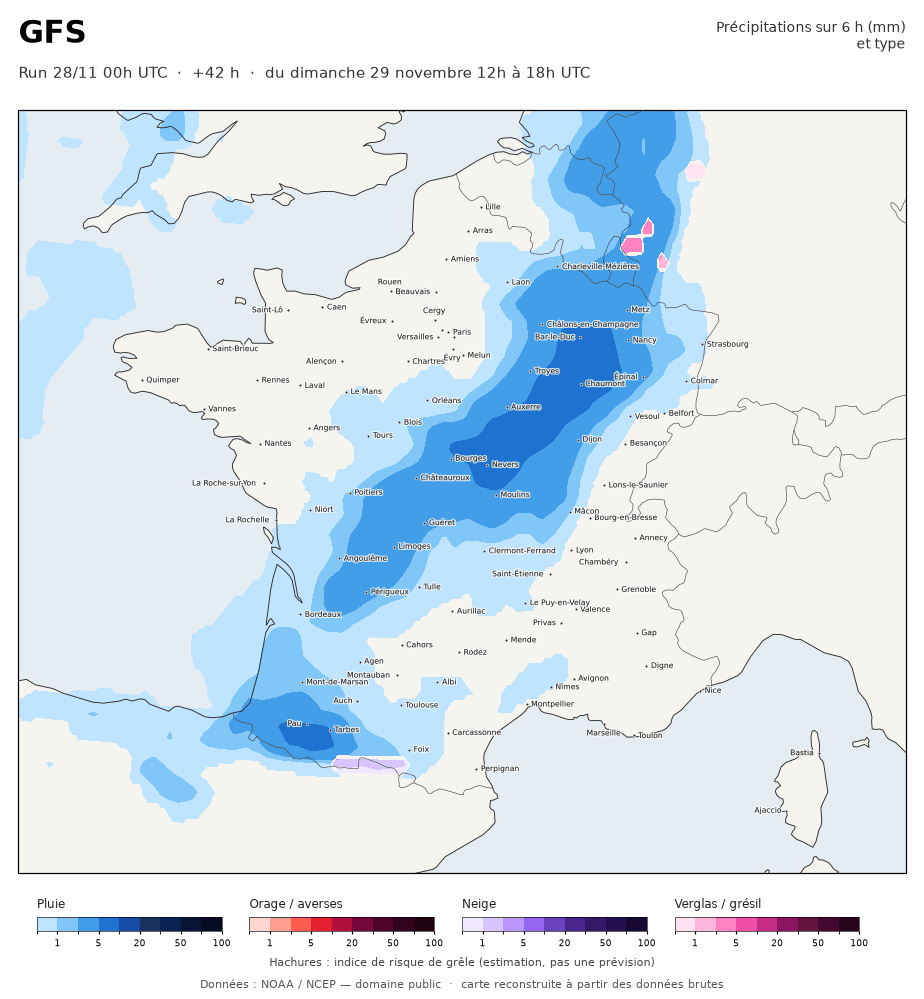 GFS
Précipitations sur 6 h (mm)
et type
Run 28/11 00h UTC · +42 h · du dimanche 29 novembre 12h à 18h UTC
Lille
Arras
Amiens
Charleville-Mézières
Laon
Rouen
Beauvais
Saint-Lô
Caen
Cergy
Metz
Évreux
Châlons-en-Champagne
Versailles
Paris
Bar-le-Duc
Nancy
Strasbourg
Saint-Brieuc
Alençon
Chartres
Évry
Melun
Troyes
Épinal
Quimper
Rennes
Laval
Chaumont
Colmar
Le Mans
Orléans
Auxerre
Vannes
Vesoul
Belfort
Angers
Blois
Tours
Dijon
Nantes
Besançon
Bourges
Nevers
La Roche-sur-Yon
Châteauroux
Lons-le-Saunier
Poitiers
Moulins
Niort
Mâcon
La Rochelle
Guéret
Bourg-en-Bresse
Annecy
Limoges
Angoulême
Clermont-Ferrand
Lyon
Chambéry
Saint-Étienne
Périgueux
Tulle
Grenoble
Le Puy-en-Velay
Bordeaux
Aurillac
Valence
Privas
Gap
Cahors
Rodez
Mende
Agen
Digne
Montauban
Mont-de-Marsan
Albi
Avignon
Nîmes
Nice
Auch
Toulouse
Montpellier
Pau
Tarbes
Carcassonne
Marseille
Toulon
Foix
Bastia
Perpignan
Ajaccio
Pluie
Orage / averses
Neige
Verglas / grésil
1 5 20 50 100
1 5 20 50 100
1 5 20 50 100
1 5 20 50 100
Hachures : indice de risque de grêle (estimation, pas une prévision)
Données : NOAA / NCEP — domaine public · carte reconstruite à partir des données brutes